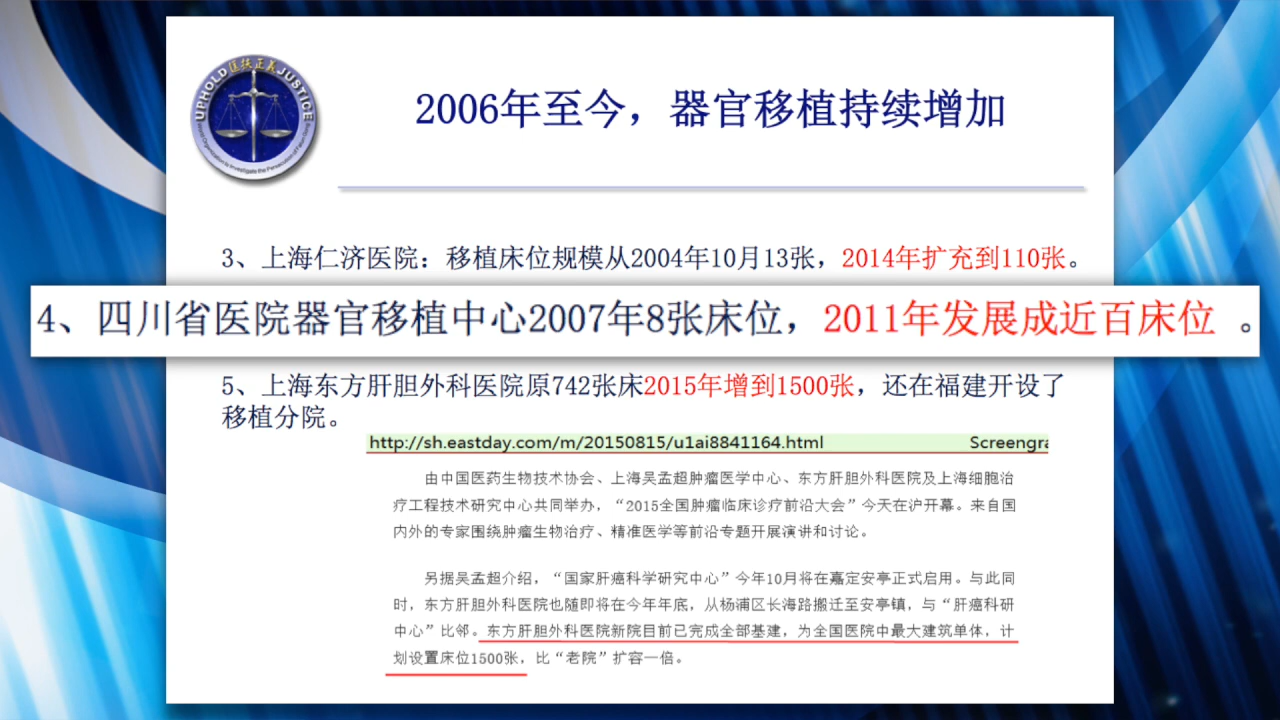 UPHOLD 匡扶正義 JUSTICE
World Organization to Investigate the Persecution of Falun Gong
2006年至今，器官移植持续增加
3、上海仁济医院：移植床位规模从2004年10月13张，2014年扩充到110张。
4、四川省医院器官移植中心2007年8张床位，2011年发展成近百床位 。
5、上海东方肝胆外科医院原742张床2015年增到1500张，还在福建开设了
移植分院。
http://sh.eastday.com/m/20150815/u1ai8841164.html Screengra
由中国医药生物技术协会、上海吴孟超肿瘤医学中心、东方肝胆外科医院及上海细胞治
疗工程技术研究中心共同举办，“2015全国肿瘤临床诊疗前沿大会”今天在沪开幕。来自国
内外的专家围绕肿瘤生物治疗、精准医学等前沿专题开展演讲和讨论。
另据吴孟超介绍，“国家肝癌科学研究中心”今年10月将在嘉定安亭正式启用。与此同
时，东方肝胆外科医院也随即将在今年年底，从杨浦区长海路搬迁至安亭镇，与“肝癌科研
中心”比邻。东方肝胆外科医院新院目前已完成全部基建，为全国医院中最大建筑单体，计
划设置床位1500张，比“老院”扩容一倍。